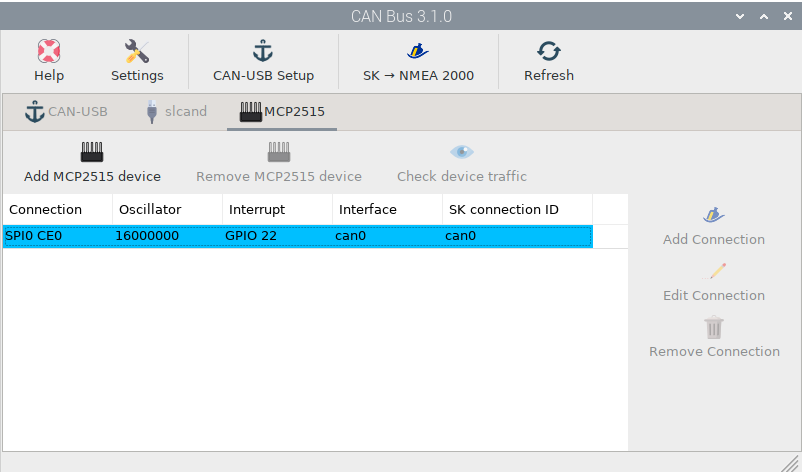 CAN Bus 3.1.0
Help Settings CAN-USB Setup SK → NMEA 2000 Refresh
CAN-USB slcand MCP2515
Add MCP2515 device Remove MCP2515 device Check device traffic
Connection Oscillator Interrupt Interface SK connection ID
SPI0 CE0 16000000 GPIO 22 can0 can0
Add Connection
Edit Connection
Remove Connection